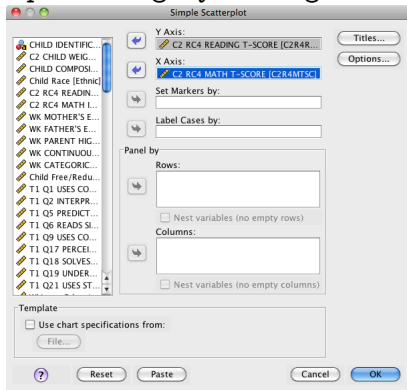 Simple Scatterplot
CHILD IDENTIFIC...
C2 CHILD WEIG...
CHILD COMPOSI...
Child Race [Ethnic]
C2 RC4 READIN...
C2 RC4 MATH I...
WK MOTHER'S E...
WK FATHER'S E...
WK PARENT HIG...
WK CONTINUOU...
WK CATEGORIC...
Child Free/Redu...
T1 Q1 USES CO...
T1 Q2 INTERPR...
T1 Q5 PREDICT...
T1 Q6 READS SI...
T1 Q9 USES CO...
T1 Q17 PERCEI...
T1 Q18 SOLVES...
T1 Q19 UNDER...
T1 Q21 USES ST...
Y Axis:
C2 RC4 READING T-SCORE [C2R4R...
X Axis:
C2 RC4 MATH T-SCORE [C2R4MTSC]
Set Markers by:
Label Cases by:
Panel by
Rows:
Nest variables (no empty rows)
Columns:
Nest variables (no empty columns)
Titles...
Options...
Template
Use chart specifications from:
File...
?
Reset
Paste
Cancel
OK